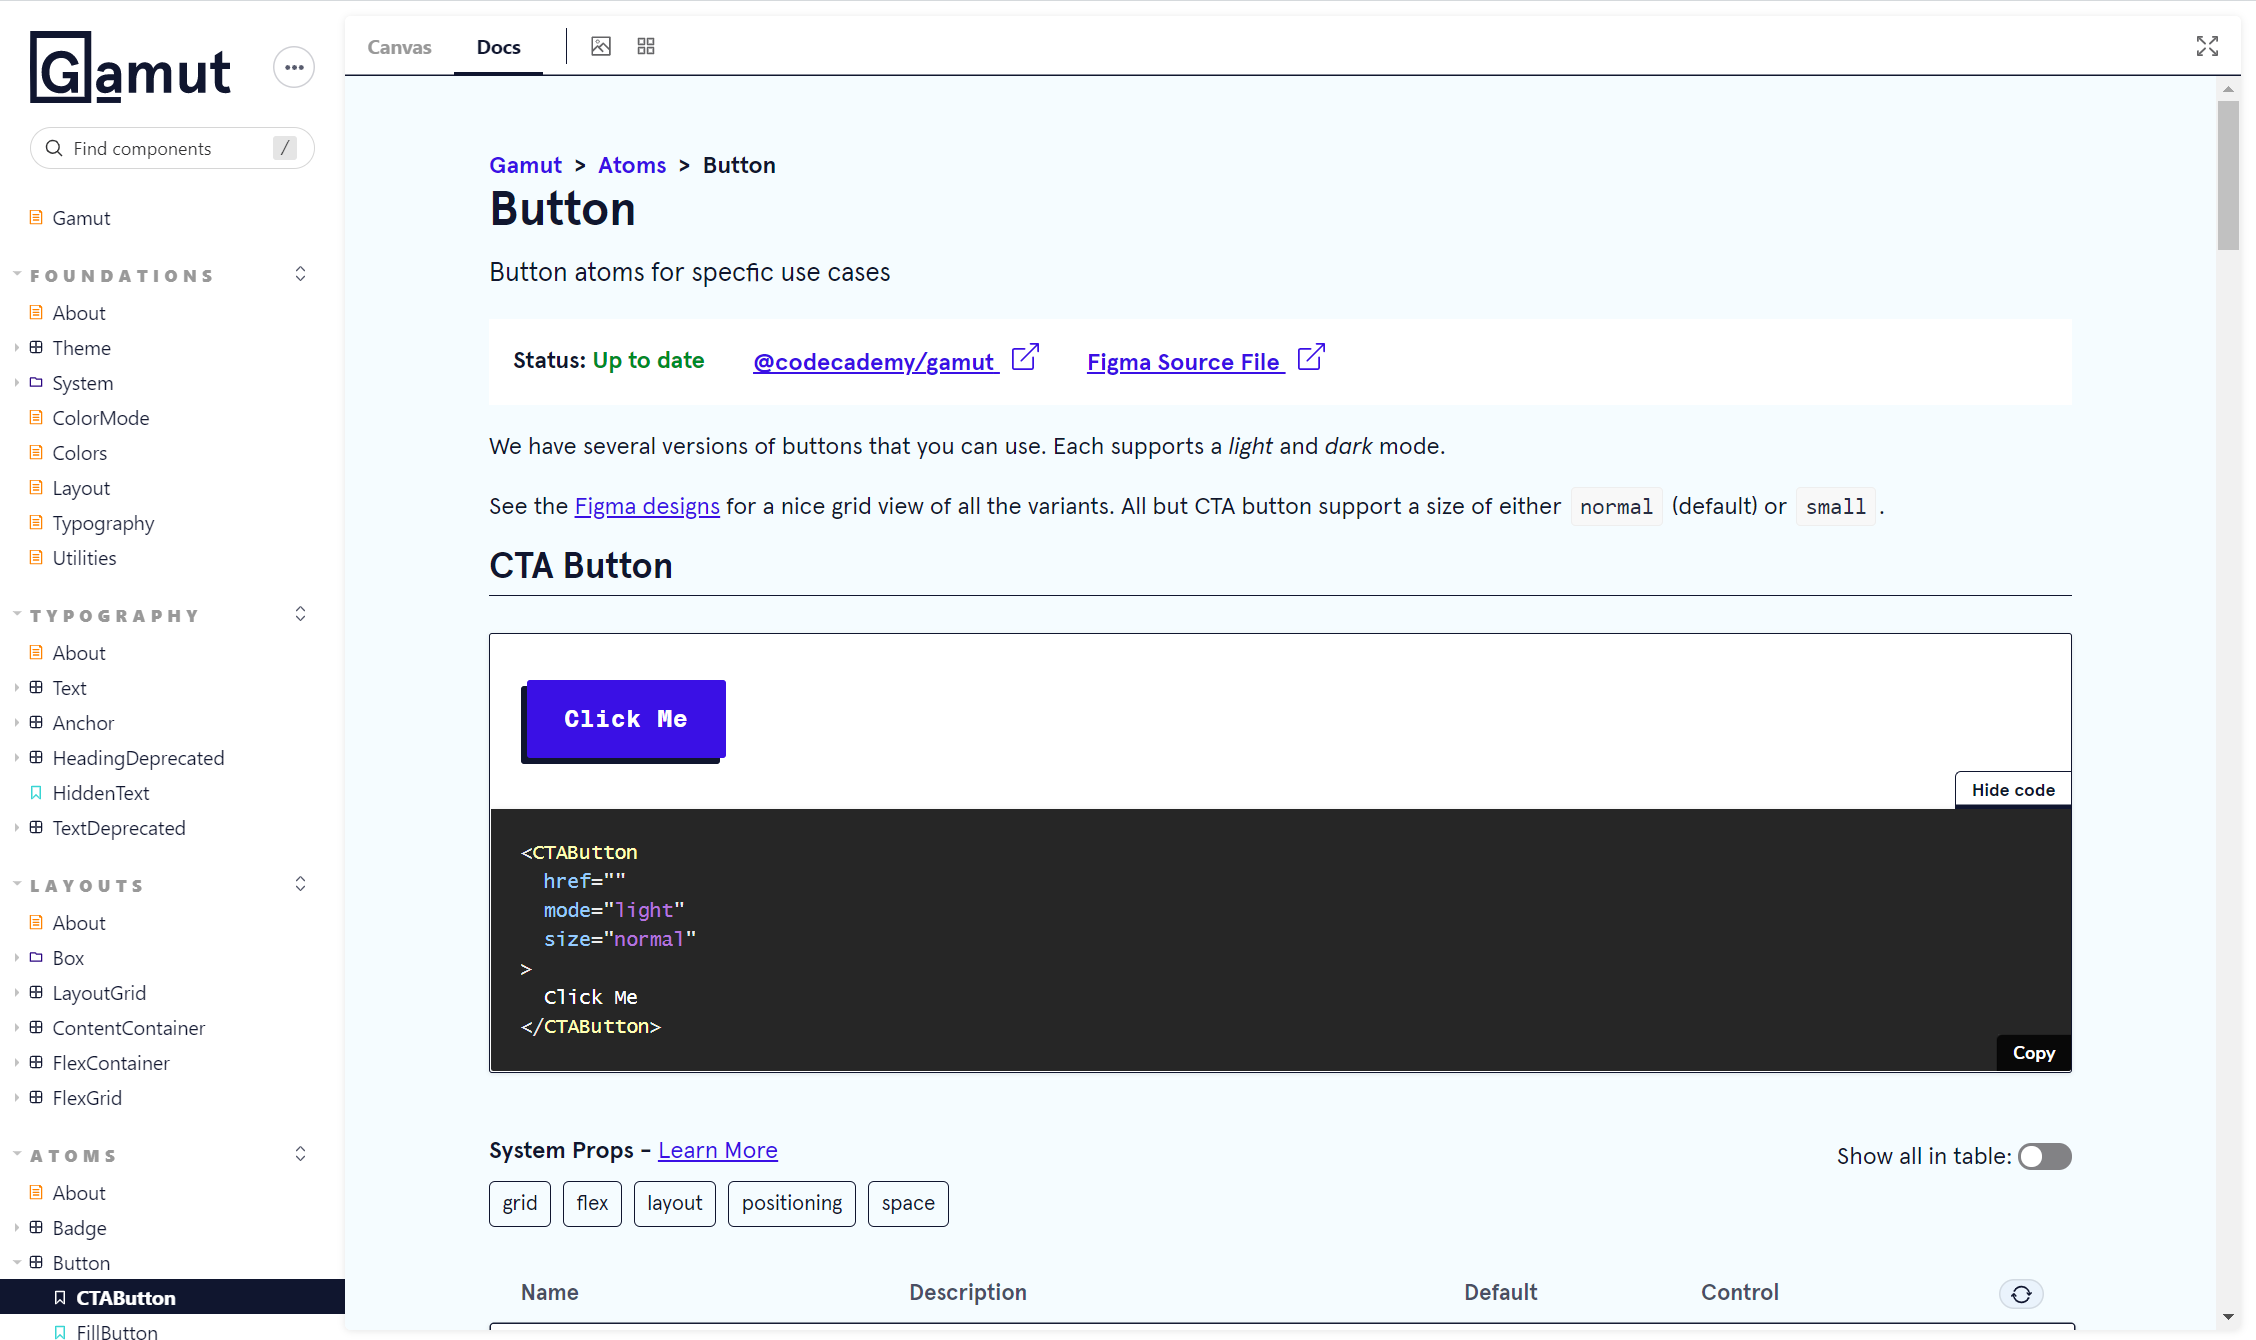 Gamut
Find components /
Gamut
FOUNDATIONS
About
Theme
System
ColorMode
Colors
Layout
Typography
Utilities
TYPOGRAPHY
About
Text
Anchor
HeadingDeprecated
HiddenText
TextDeprecated
LAYOUTS
About
Box
LayoutGrid
ContentContainer
FlexContainer
FlexGrid
ATOMS
About
Badge
Button
CTAButton
FillButton
Canvas Docs
Gamut > Atoms > Button
Button
Button atoms for specfic use cases
Status: Up to date @codecademy/gamut Figma Source File
We have several versions of buttons that you can use. Each supports a light and dark mode.
See the Figma designs for a nice grid view of all the variants. All but CTA button support a size of either normal (default) or small .
CTA Button
Click Me
Hide code
<CTAButton
href=""
mode="light"
size="normal"
>
Click Me
</CTAButton>
Copy
System Props - Learn More
Show all in table:
grid flex layout positioning space
Name Description Default Control